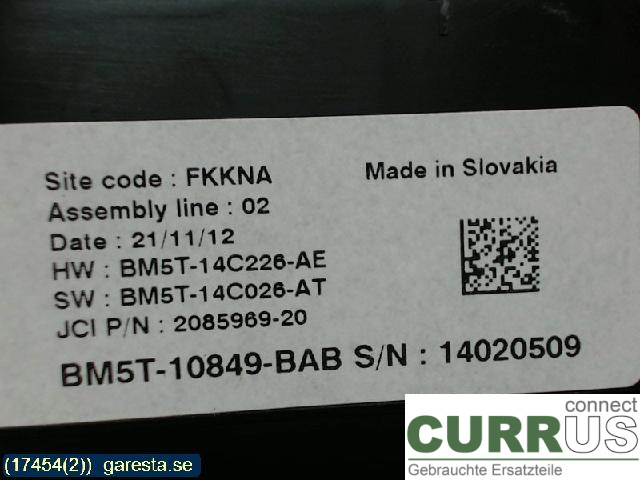 Site code : FKKNA
Made in Slovakia
Assembly line : 02
Date : 21/11/12
HW : BM5T-14C226-AE
SW : BM5T-14C026-AT
JCI P/N : 2085969-20
BM5T-10849-BAB S/N : 14020509
connect
CURRUS
Gebrauchte Ersatzteile
(17454(2)) garesta.se